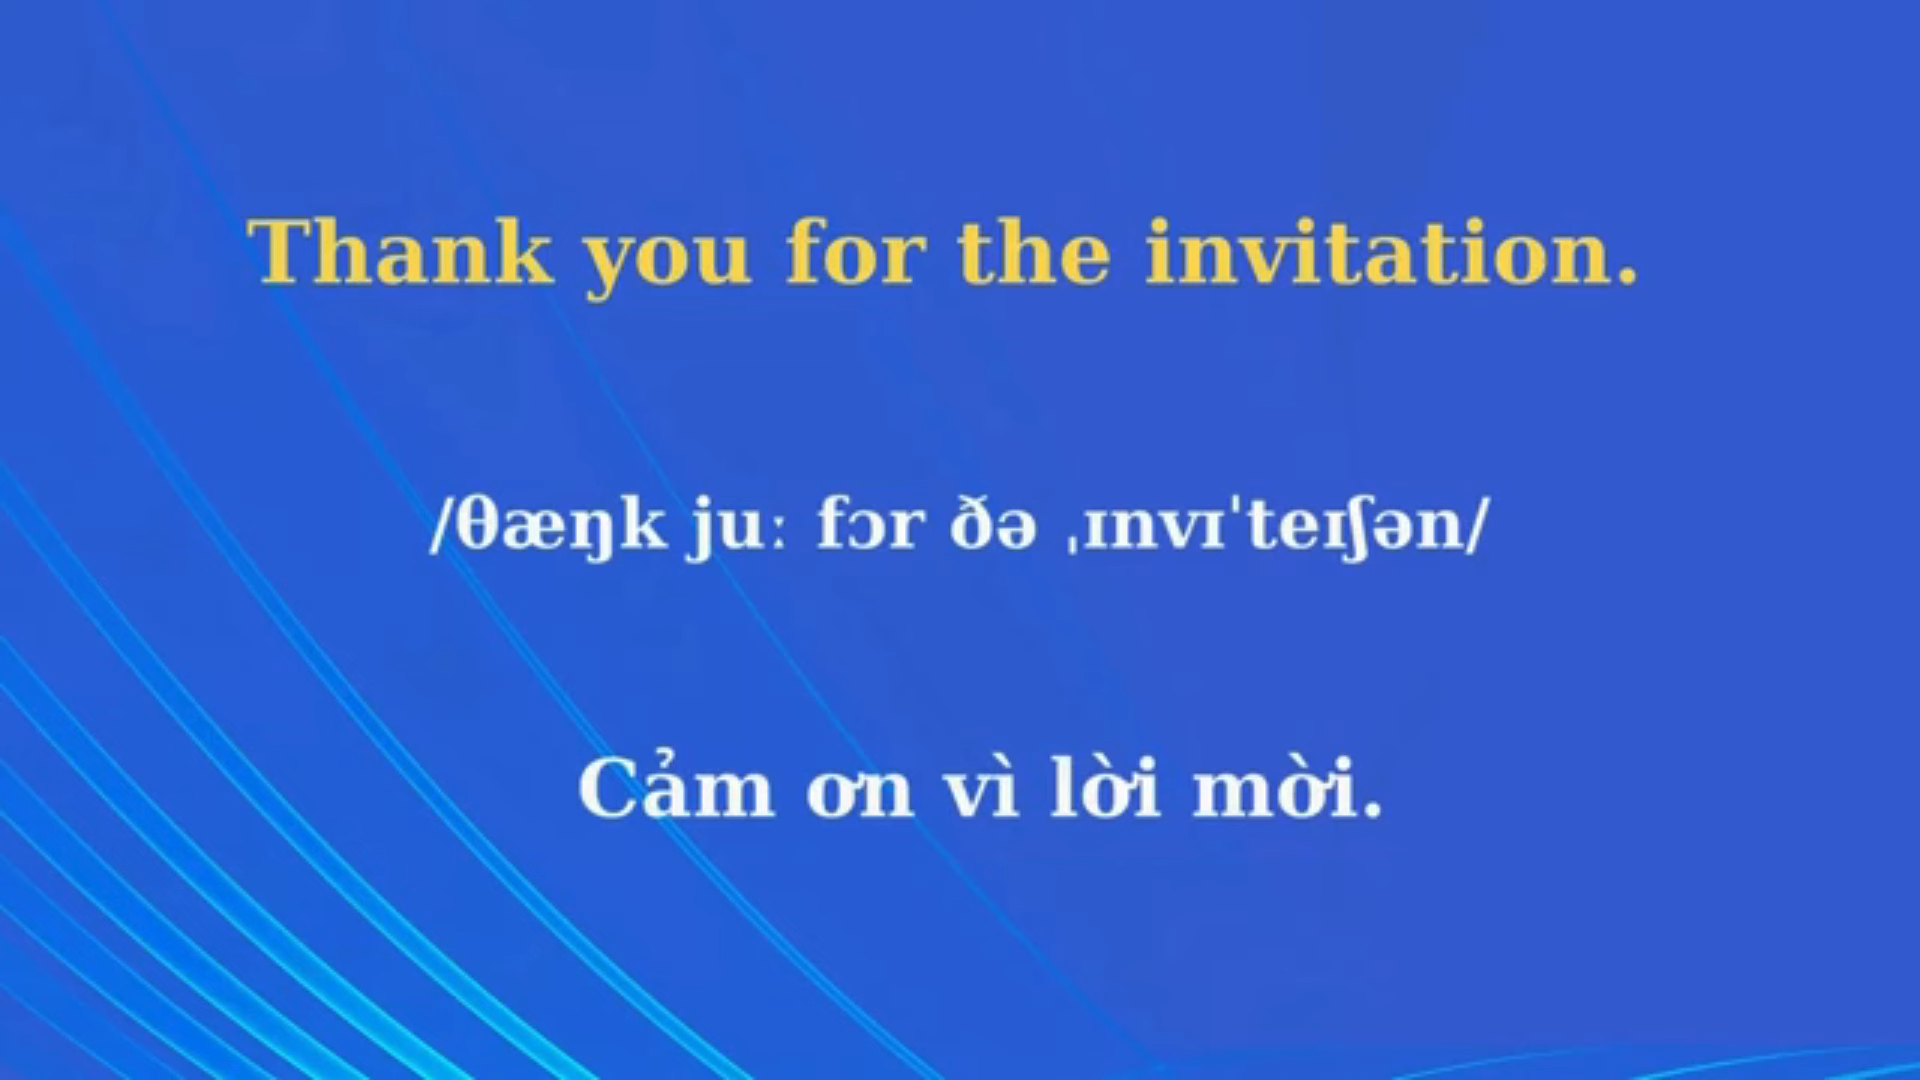 Thank you for the invitation.
/θæŋk juː fɔr ðə ˌɪnvɪˈteɪʃən/
Cảm ơn vì lời mời.